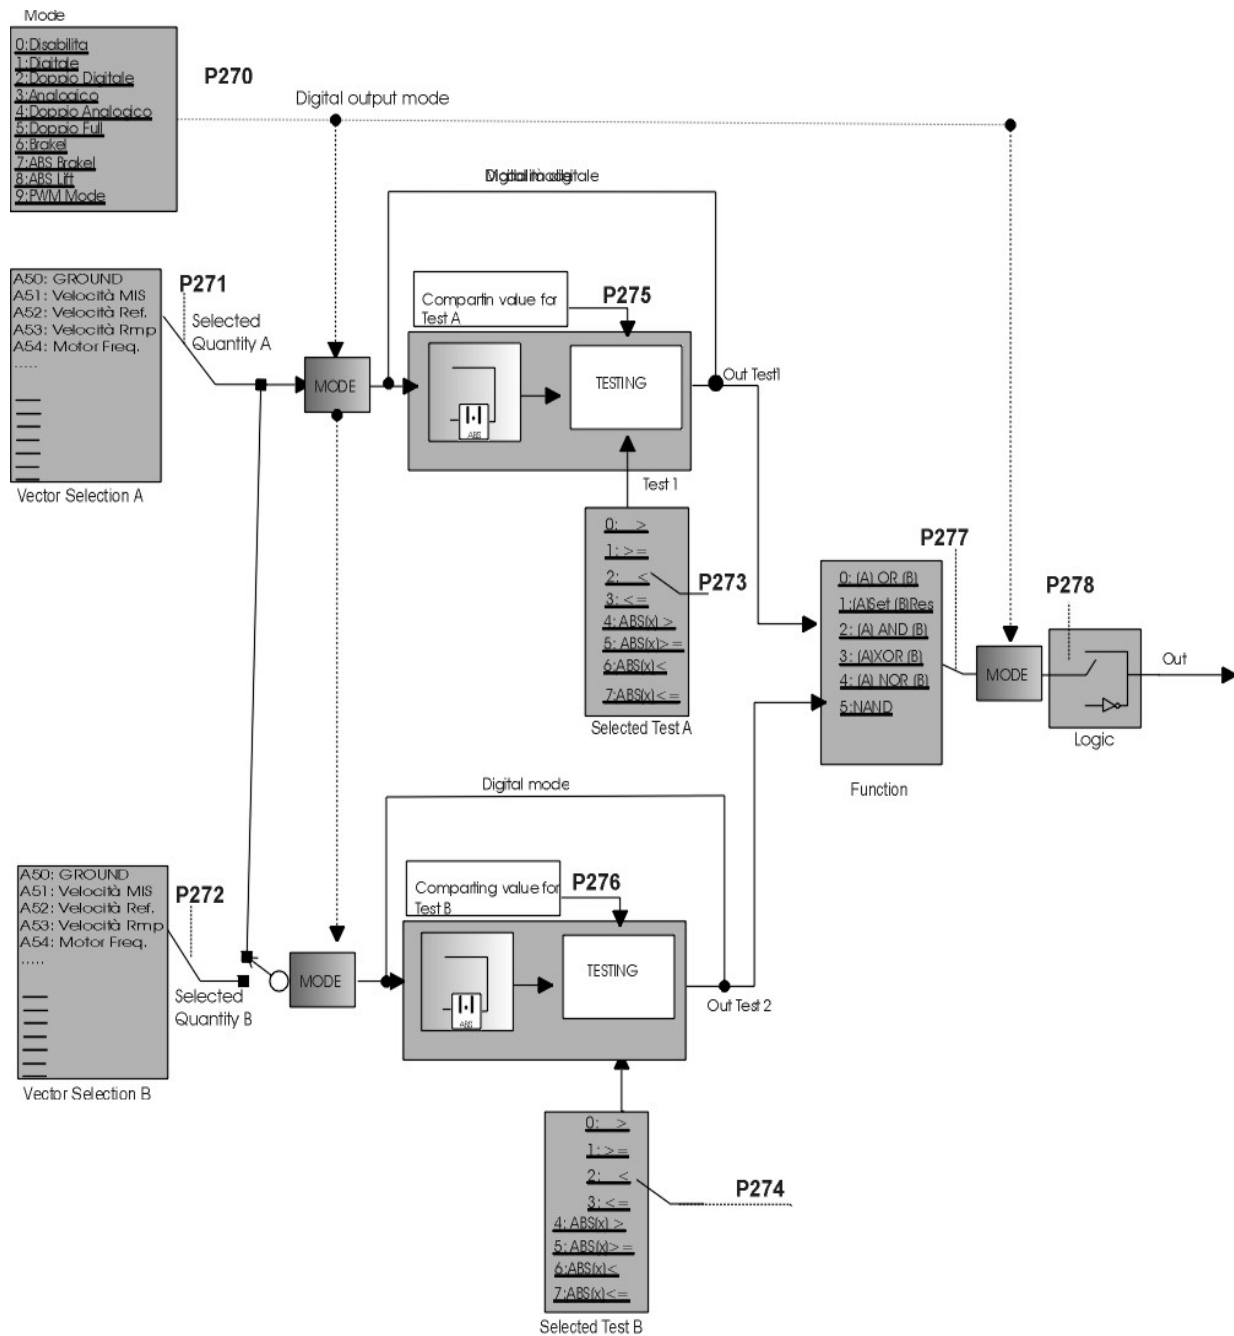 Mode
0:Disabilita
1:Digitale
2:Doppio Digitale
3:Analogico
4:Doppio Analogico
5:Doppio Full
6:Brakel
7:ABS Brakel
8:ABS Lift
9:PWM Mode
P270
Digital output mode
A50: GROUND
A51: Velocità MIS
A52: Velocità Ref.
A53: Velocità Rmp
A54: Motor Freq.
.....
Vector Selection A
P271
Selected
Quantity A
MODE
Compartin value for
Test A
P275
ABS
TESTING
Out Test1
Test 1
0: >
1: >=
2: <
3: <=
4: ABS(x) >
5: ABS(x)>=
6:ABS(x)<
7:ABS(x)<=
Selected Test A
P273
P277
0: (A) OR (B)
1:(A)Set (B)Res
2: (A) AND (B)
3: (A)XOR (B)
4: (A) NOR (B)
5:NAND
Function
MODE
P278
Logic
Out
Digital mode
A50: GROUND
A51: Velocità MIS
A52: Velocità Ref.
A53: Velocità Rmp
A54: Motor Freq.
.....
Vector Selection B
P272
Selected
Quantity B
MODE
Comparting value for
Test B
P276
ABS
TESTING
Out Test 2
0: >
1: >=
2: <
3: <=
4: ABS(x) >
5: ABS(x)>=
6:ABS(x)<
7:ABS(x)<=
Selected Test B
P274